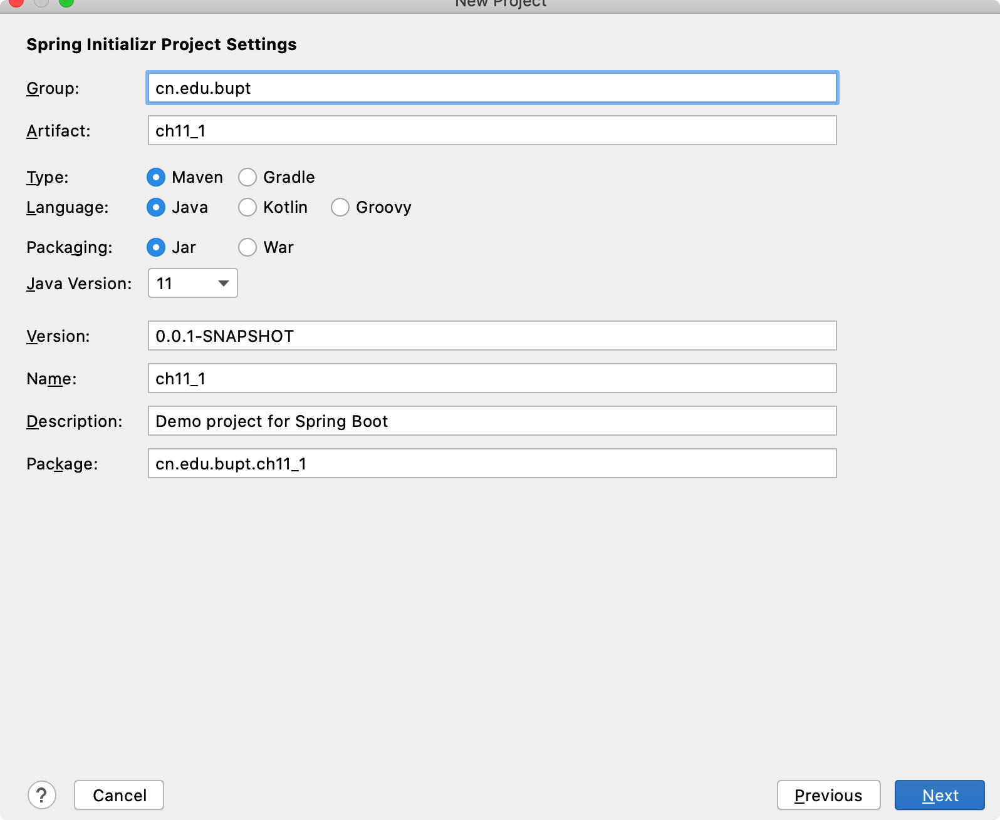 New Project
Spring Initializr Project Settings
Group: cn.edu.bupt
Artifact: ch11_1
Type: Maven Gradle
Language: Java Kotlin Groovy
Packaging: Jar War
Java Version: 11
Version: 0.0.1-SNAPSHOT
Name: ch11_1
Description: Demo project for Spring Boot
Package: cn.edu.bupt.ch11_1
? Cancel Previous Next